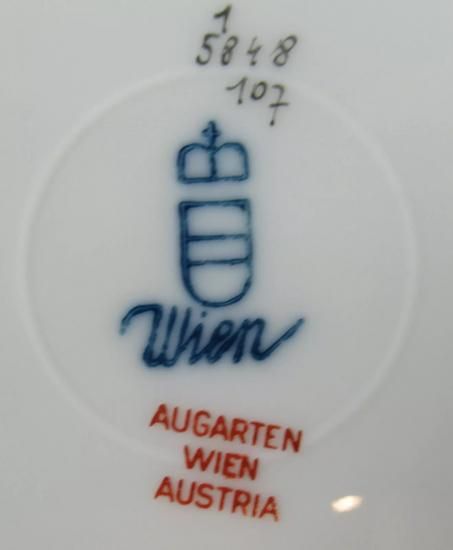 1
5848
107
Wien
AUGARTEN
WIEN
AUSTRIA